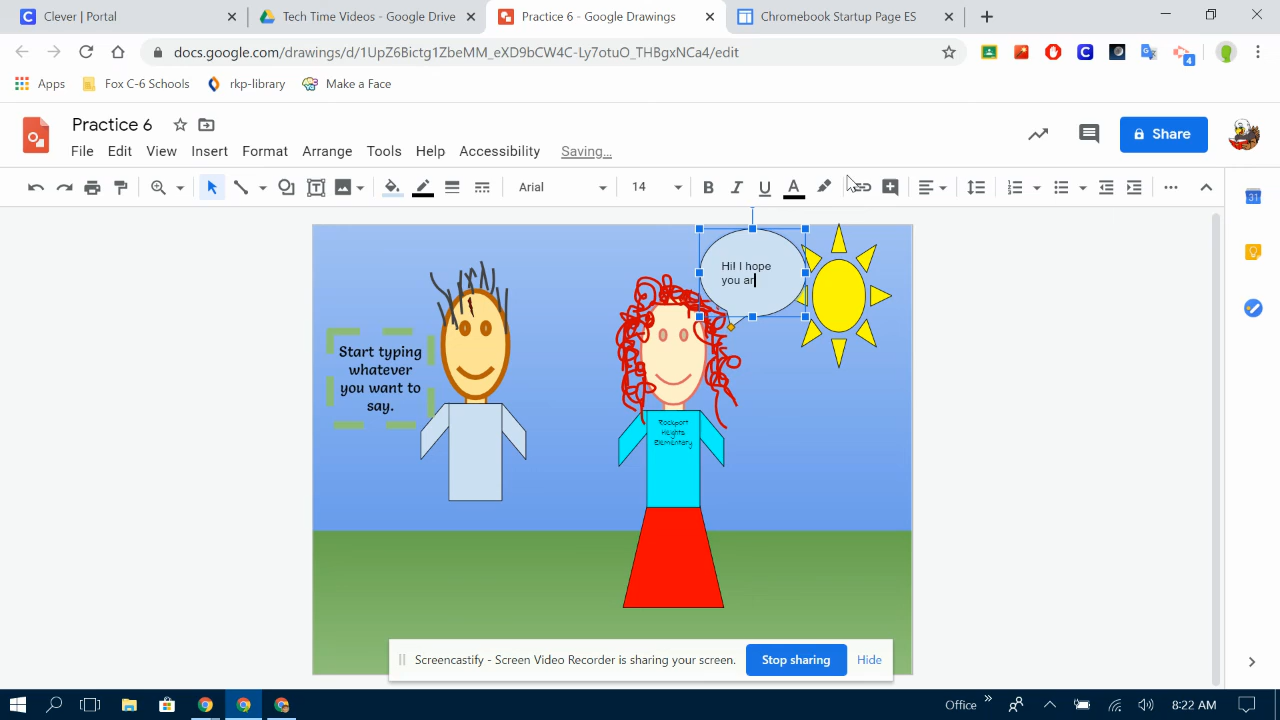 Clever | Portal
Tech Time Videos - Google Drive
Practice 6 - Google Drawings
Chromebook Startup Page ES
docs.google.com/drawings/d/1UpZ6Bictg1ZbeMM_eXD9bCW4C-Ly7otuO_THBgxNCa4/edit
4
Apps
Fox C-6 Schools
rkp-library
Make a Face
Practice 6
File Edit View Insert Format Arrange Tools Help Accessibility Saving...
Share
Arial
14
B I U A
31
Hi! I hope
you ar
Start typing
whatever
you want to
say.
Rockport
Heights
Elementary
Screencastify - Screen Video Recorder is sharing your screen.
Stop sharing
Hide
Office
8:22 AM